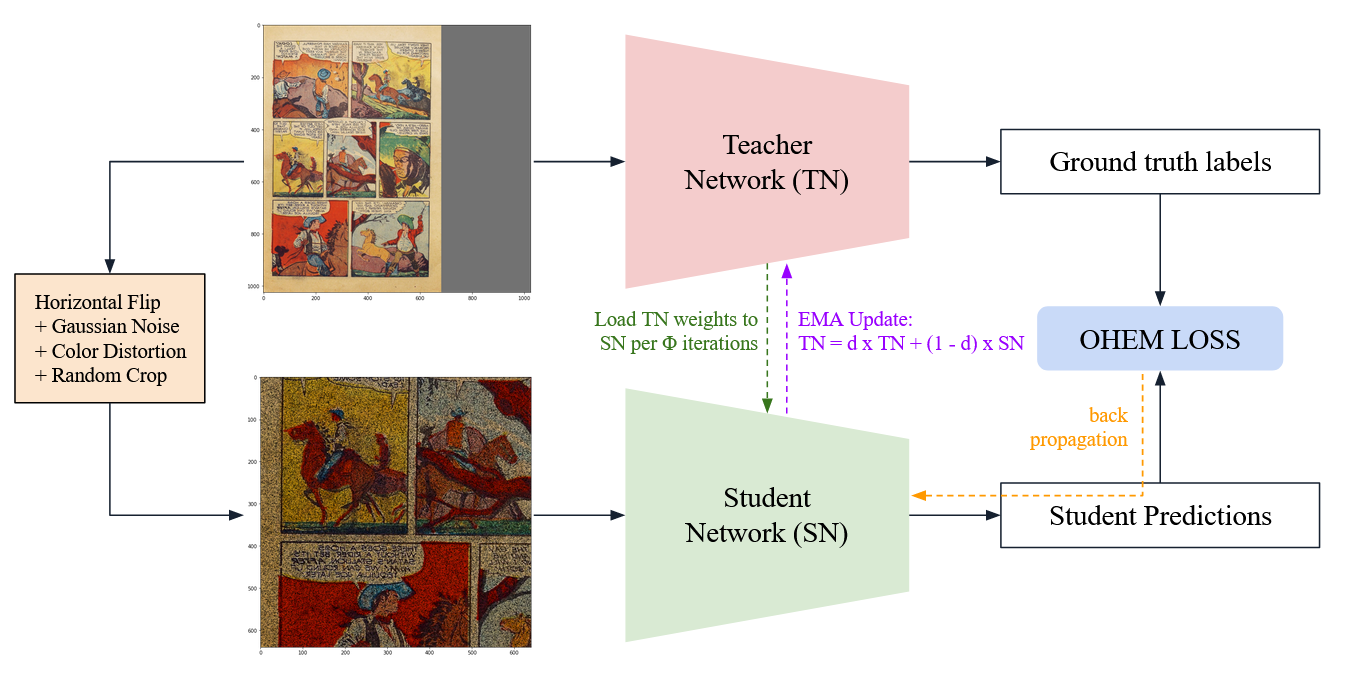 0
200
400
600
800
1000
0
200
400
600
800
1000
Teacher
Network (TN)
Ground truth labels
Horizontal Flip
+ Gaussian Noise
+ Color Distortion
+ Random Crop
Load TN weights to
SN per Φ iterations
EMA Update:
TN = d x TN + (1 - d) x SN
OHEM LOSS
back
propagation
0
100
200
300
400
500
600
0
100
200
300
400
500
600
Student
Network (SN)
Student Predictions